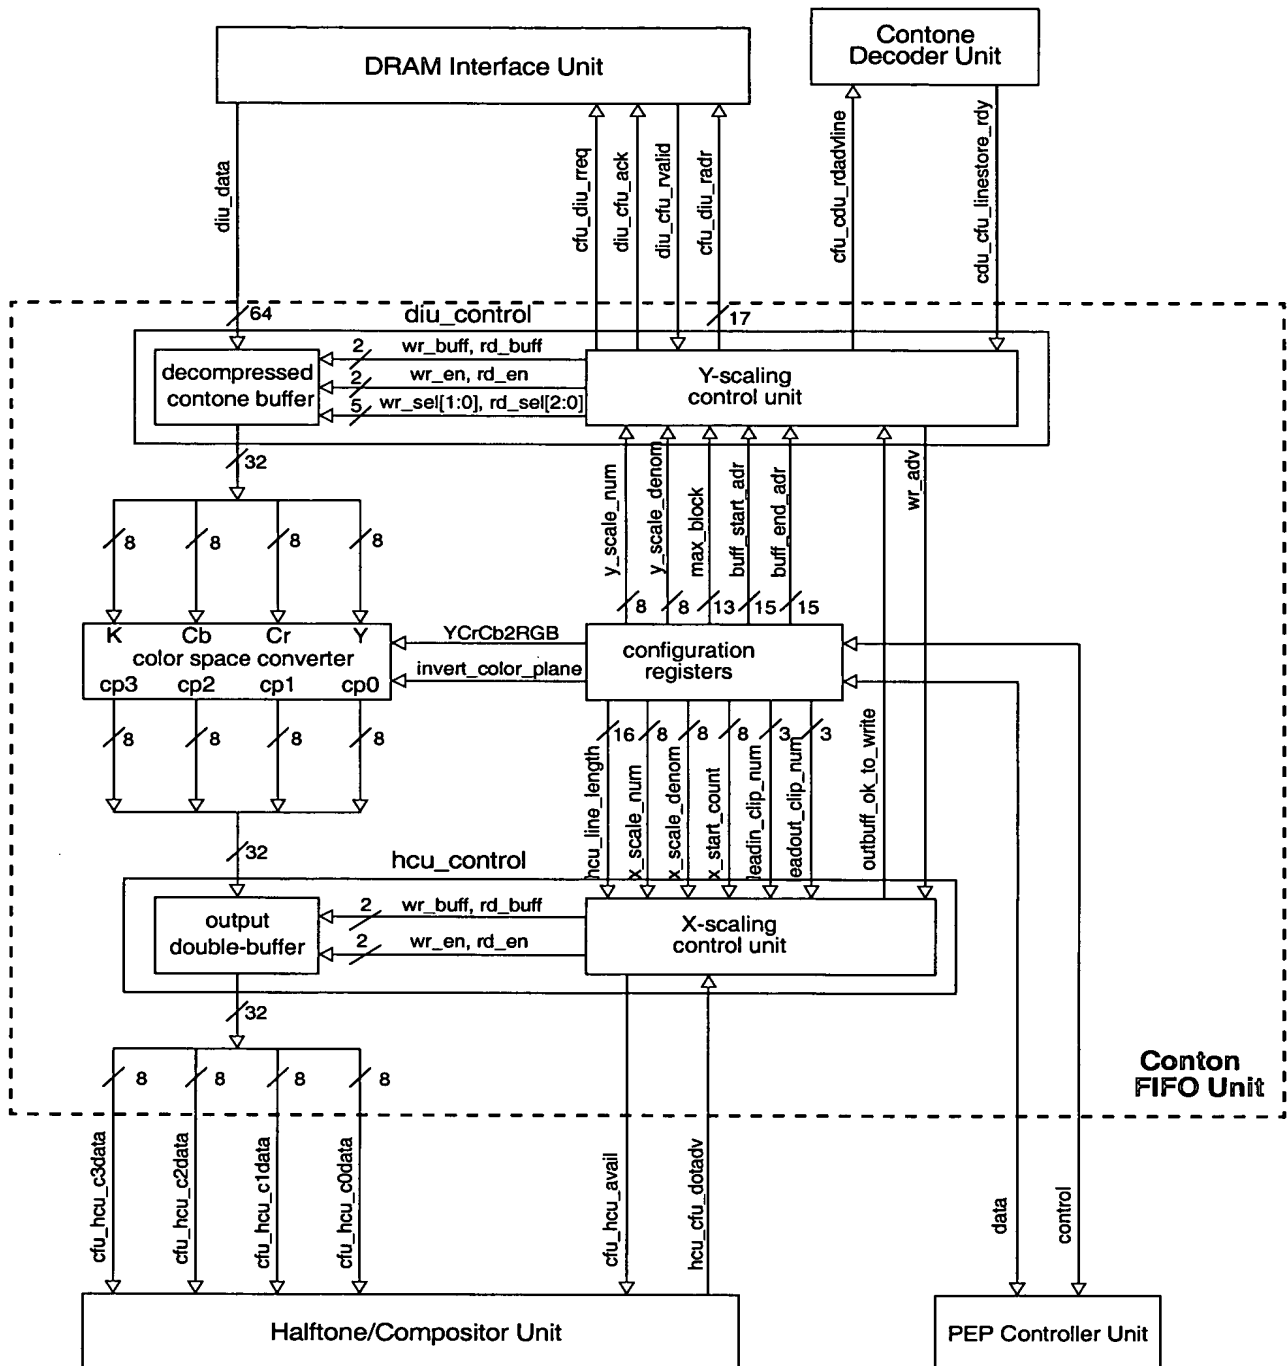 Contone
Decoder Unit
DRAM Interface Unit
diu_data
cfu_diu_rreq
diu_cfu_ack
diu_cfu_rvalid
cfu_diu_radr
cfu_cdu_rdadvline
cdu_cfu_linestore_rdy
64
diu_control
17
decompressed
contone buffer
2
wr_buff, rd_buff
2
wr_en, rd_en
5
wr_sel[1:0], rd_sel[2:0]
Y-scaling
control unit
32
y_scale_num
y_scale_denom
max_block
buff_start_adr
buff_end_adr
wr_adv
8
8
8
8
8
8
13
15
15
K Cb Cr Y
color space converter
cp3 cp2 cp1 cp0
YCrCb2RGB
invert_color_plane
configuration
registers
8
8
8
8
16
8
8
8
3
3
hcu_line_length
x_scale_num
x_scale_denom
x_start_count
leadin_clip_num
leadout_clip_num
outbuff_ok_to_write
32
hcu_control
output
double-buffer
2
wr_buff, rd_buff
2
wr_en, rd_en
X-scaling
control unit
32
8
8
8
8
Conton
FIFO Unit
cfu_hcu_c3data
cfu_hcu_c2data
cfu_hcu_c1data
cfu_hcu_c0data
cfu_hcu_avail
hcu_cfu_dotadv
data
control
Halftone/Compositor Unit
PEP Controller Unit